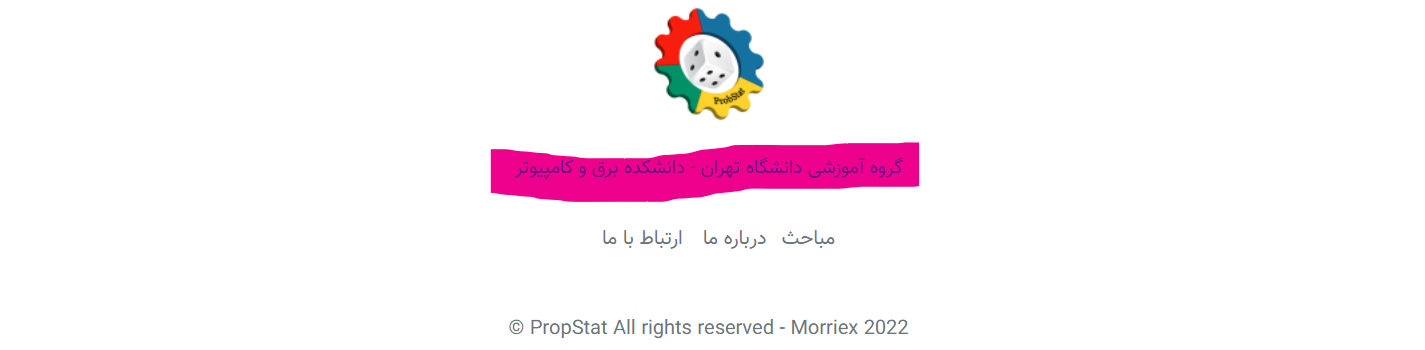 ProbStat
گروه آموزشی دانشگاه تهران - دانشکده برق و کامپیوتر
مباحث درباره ما ارتباط با ما
© PropStat All rights reserved - Morriex 2022